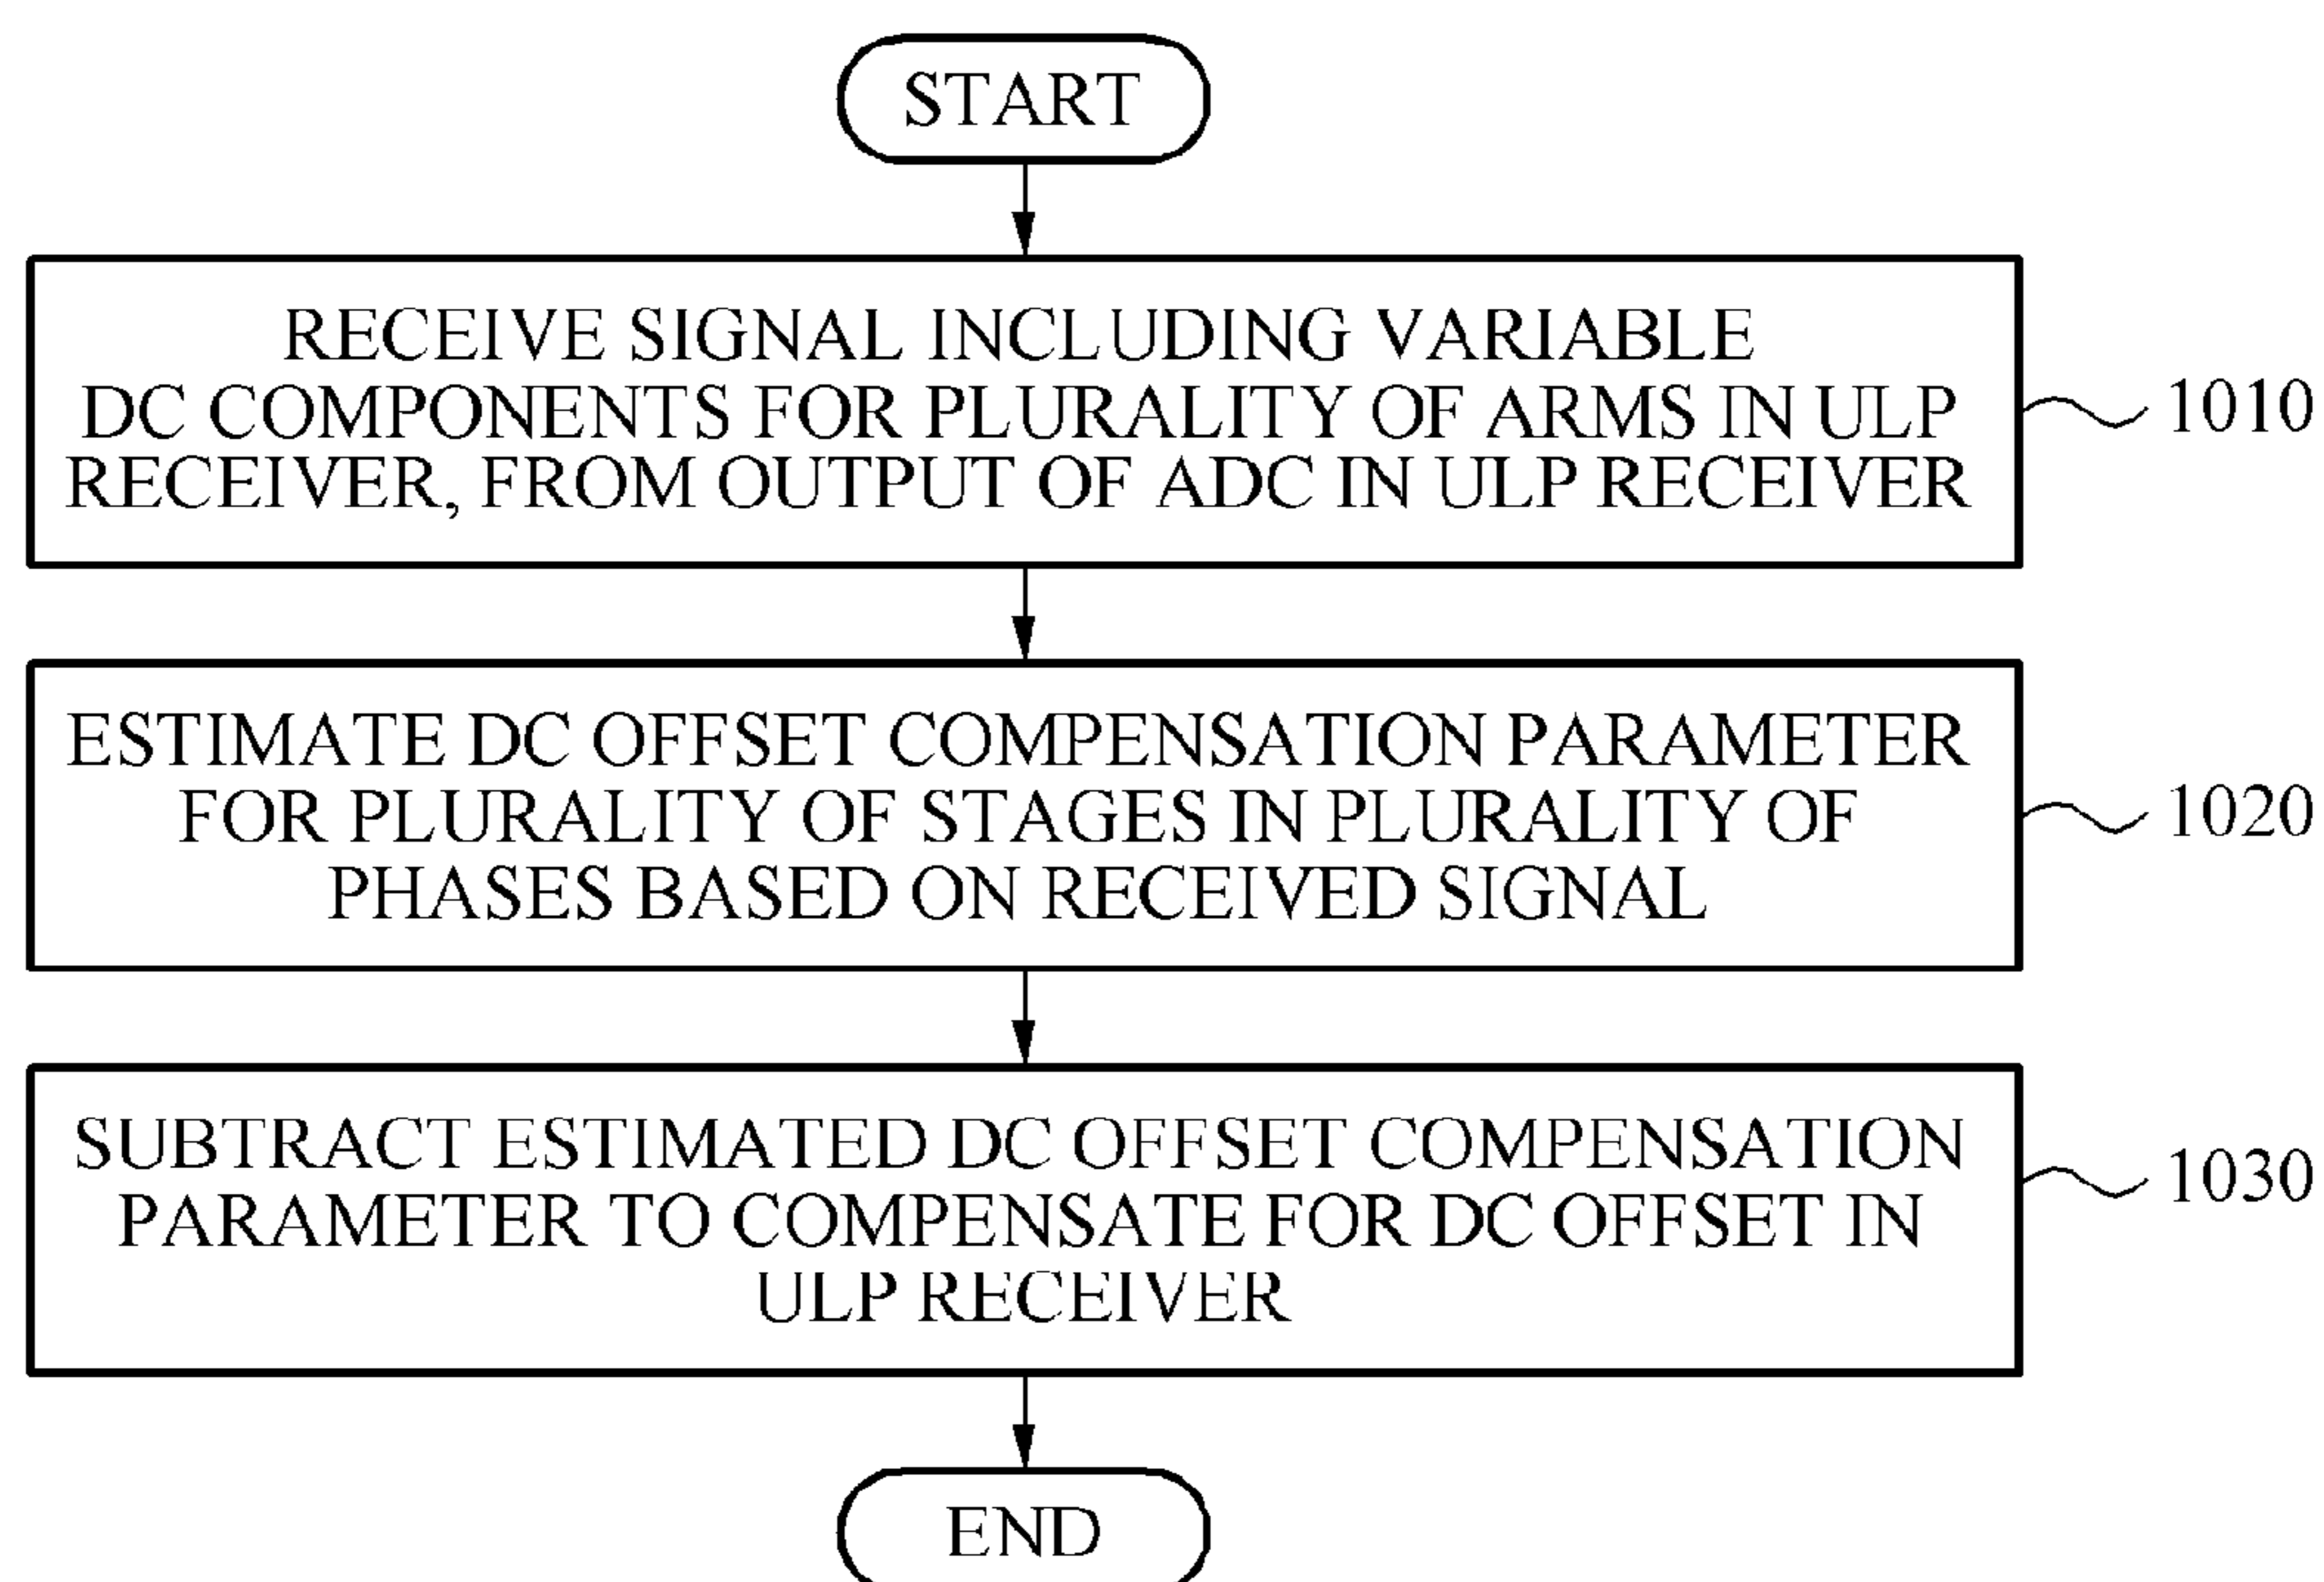 START
RECEIVE SIGNAL INCLUDING VARIABLE
DC COMPONENTS FOR PLURALITY OF ARMS IN ULP
RECEIVER, FROM OUTPUT OF ADC IN ULP RECEIVER
1010
ESTIMATE DC OFFSET COMPENSATION PARAMETER
FOR PLURALITY OF STAGES IN PLURALITY OF
PHASES BASED ON RECEIVED SIGNAL
1020
SUBTRACT ESTIMATED DC OFFSET COMPENSATION
PARAMETER TO COMPENSATE FOR DC OFFSET IN
ULP RECEIVER
1030
END